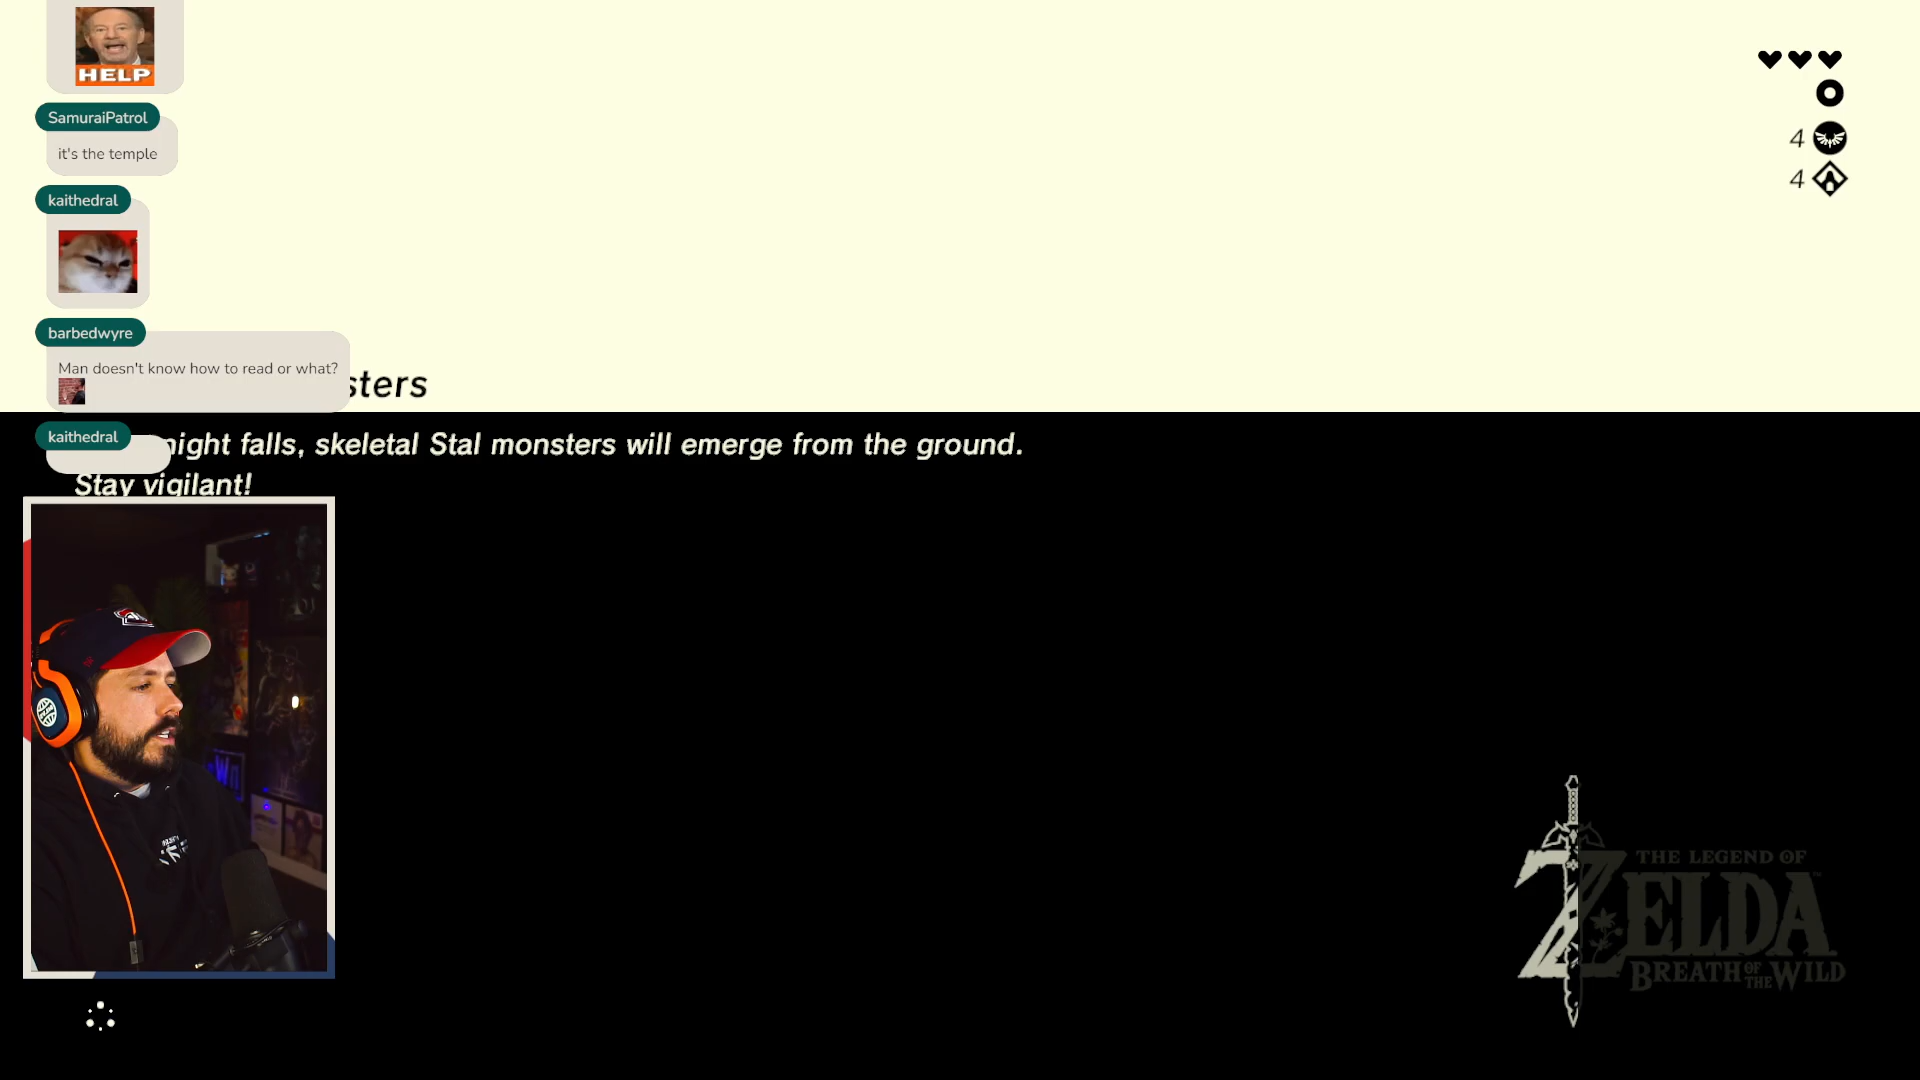 HELP
SamuraiPatrol
it's the temple
kaithedral
barbedwyre
Man doesn't know how to read or what?
sters
kaithedral
night falls, skeletal Stal monsters will emerge from the ground.
Stay vigilant!
4
4
THE LEGEND OF
ZELDA
BREATH OF THE WILD